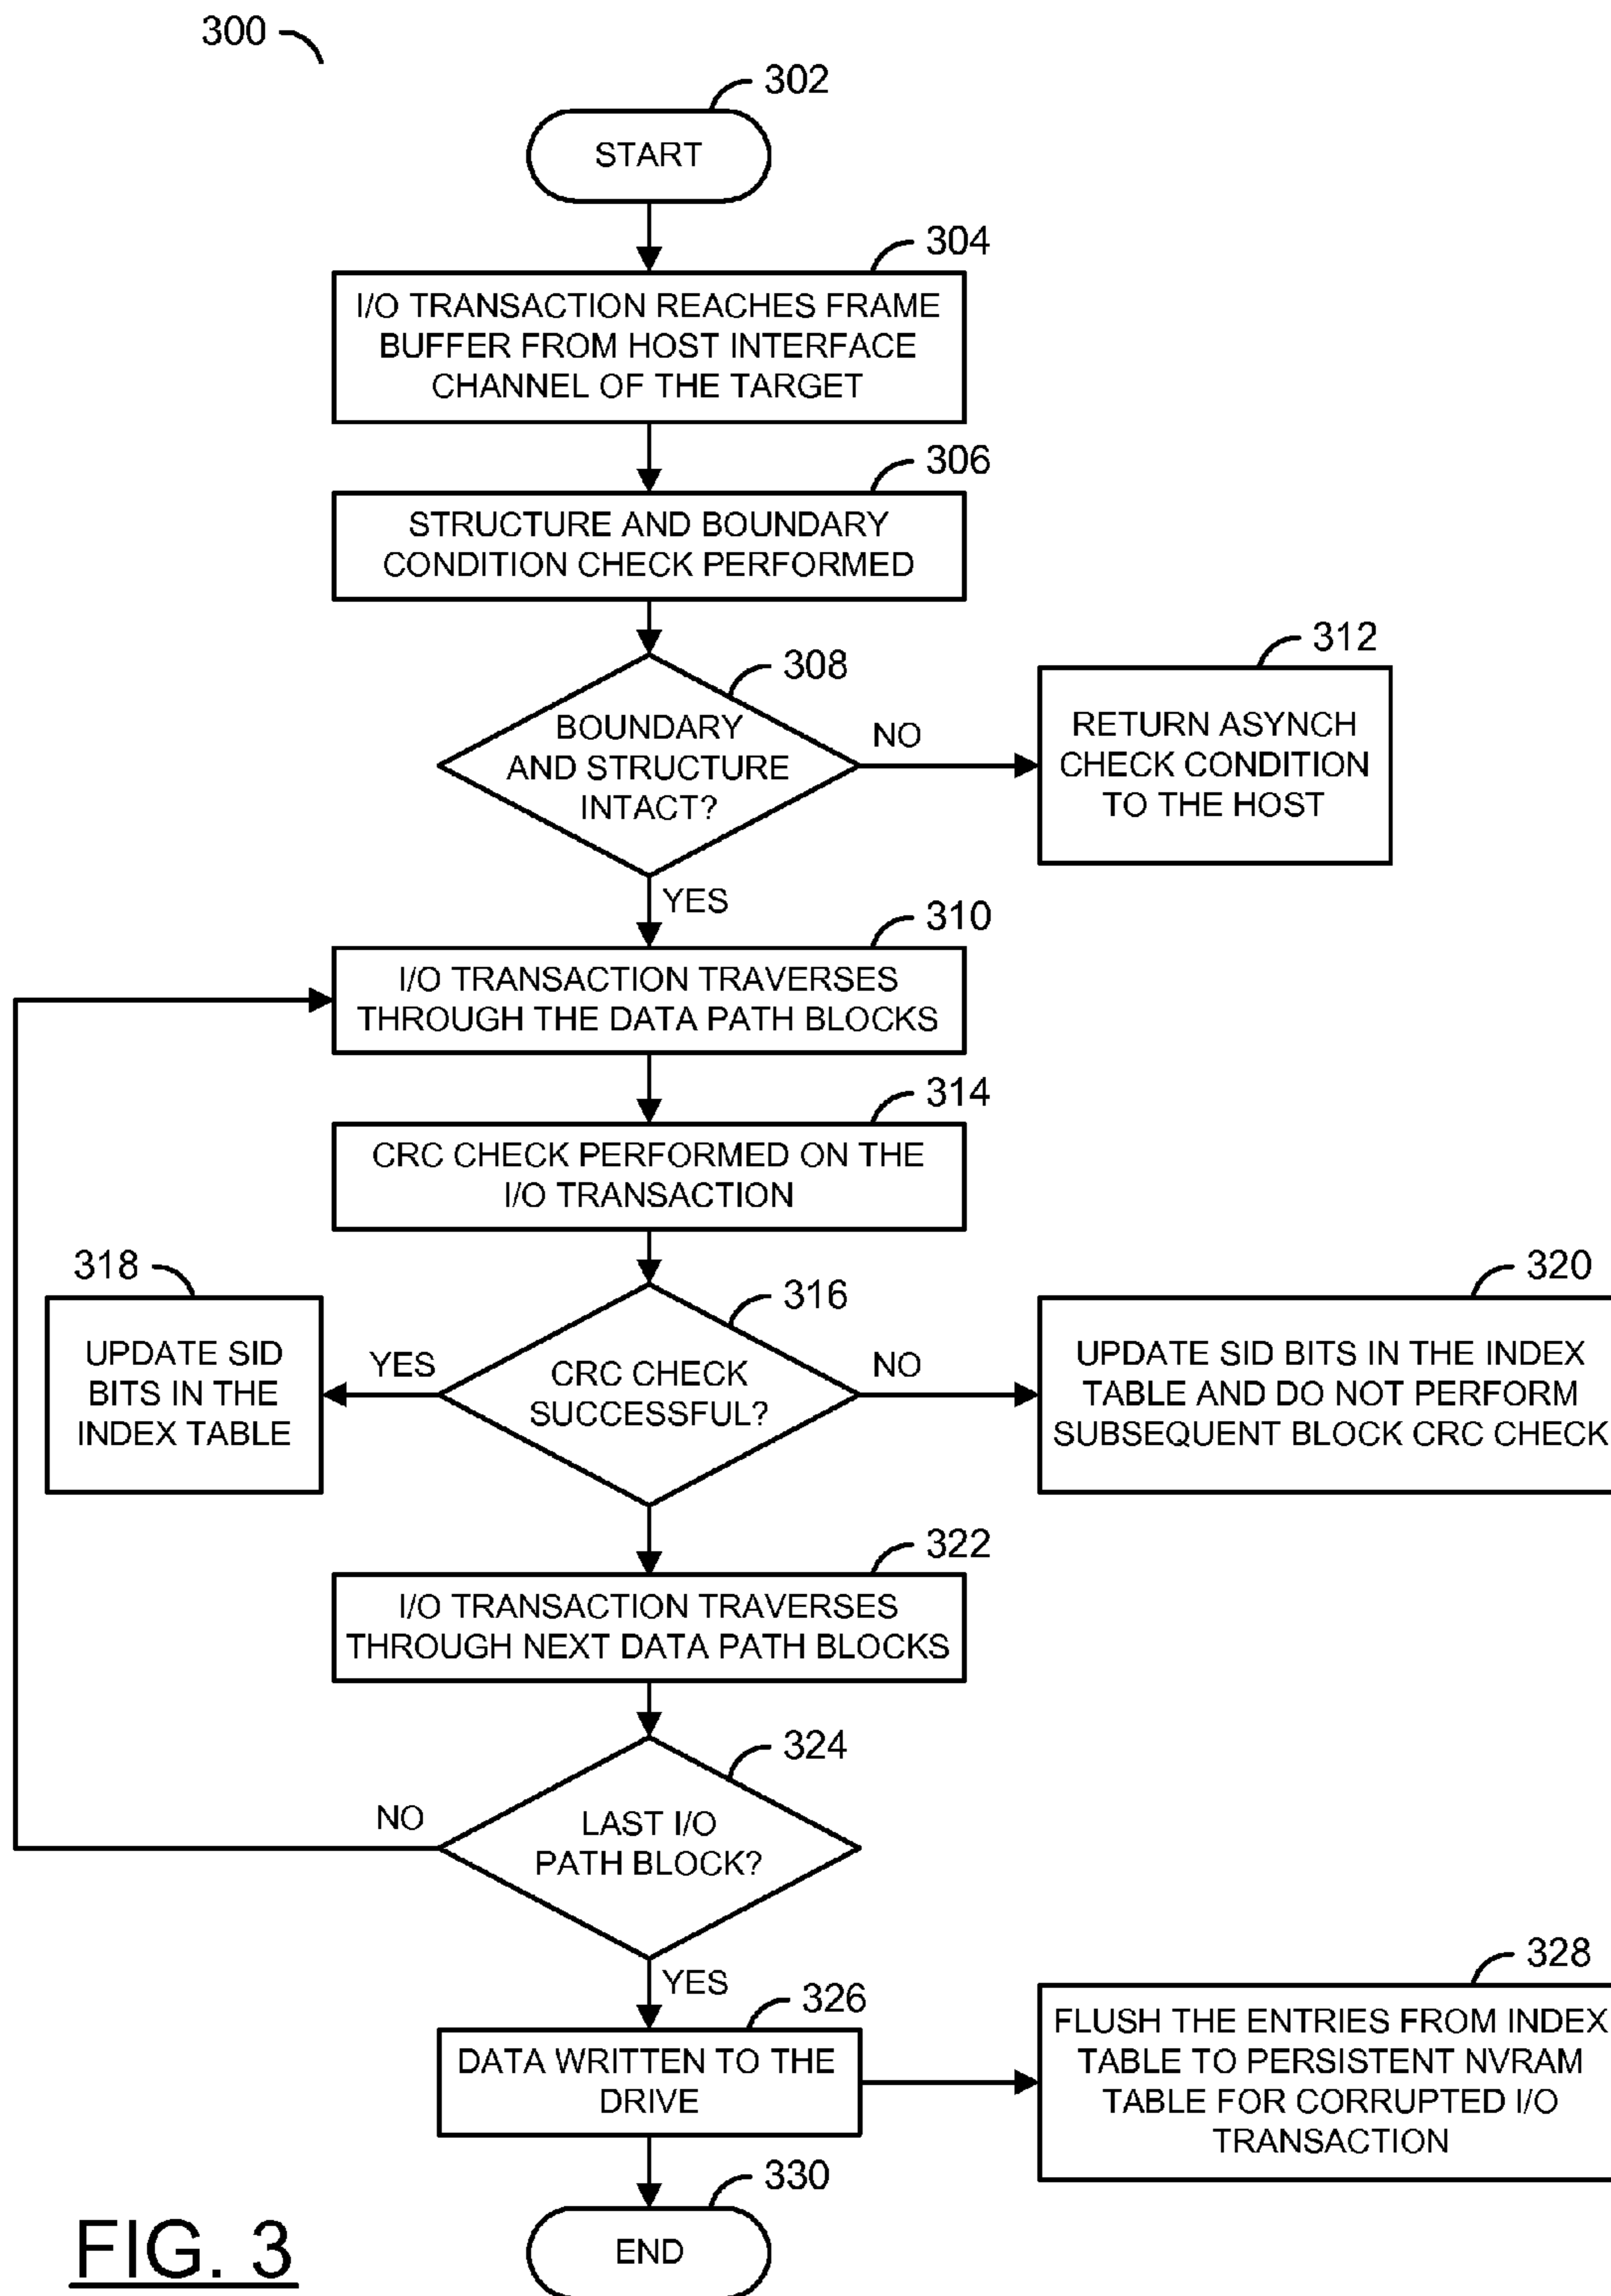 300
302
START
304
I/O TRANSACTION REACHES FRAME
BUFFER FROM HOST INTERFACE
CHANNEL OF THE TARGET
306
STRUCTURE AND BOUNDARY
CONDITION CHECK PERFORMED
308
BOUNDARY
AND STRUCTURE
INTACT?
NO
312
RETURN ASYNCH
CHECK CONDITION
TO THE HOST
YES
310
I/O TRANSACTION TRAVERSES
THROUGH THE DATA PATH BLOCKS
314
CRC CHECK PERFORMED ON THE
I/O TRANSACTION
316
CRC CHECK
SUCCESSFUL?
YES
318
UPDATE SID
BITS IN THE
INDEX TABLE
NO
320
UPDATE SID BITS IN THE INDEX
TABLE AND DO NOT PERFORM
SUBSEQUENT BLOCK CRC CHECK
322
I/O TRANSACTION TRAVERSES
THROUGH NEXT DATA PATH BLOCKS
324
LAST I/O
PATH BLOCK?
NO
YES
326
DATA WRITTEN TO THE
DRIVE
328
FLUSH THE ENTRIES FROM INDEX
TABLE TO PERSISTENT NVRAM
TABLE FOR CORRUPTED I/O
TRANSACTION
330
END
FIG. 3